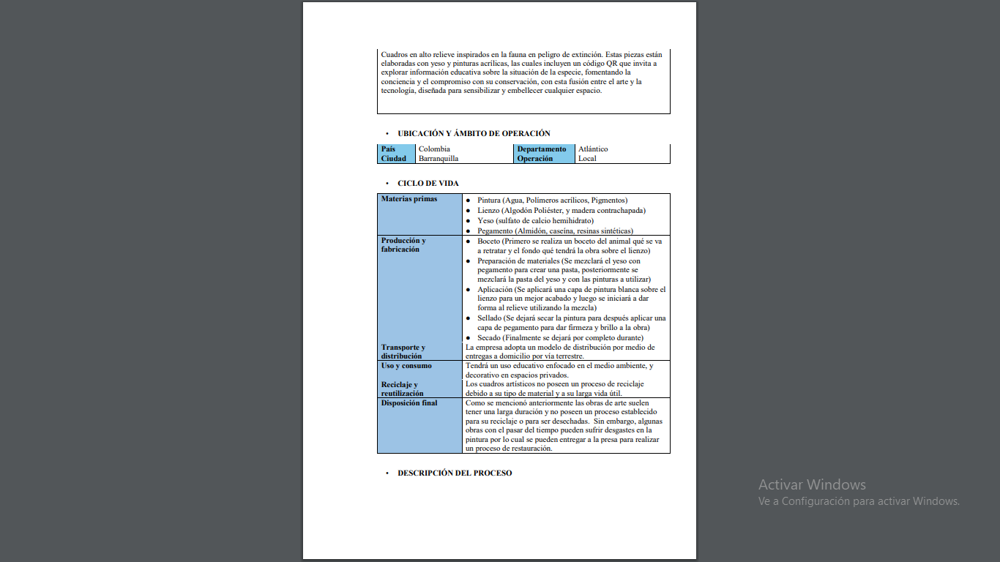 Cuadros en alto relieve inspirados en la fauna en peligro de extinción. Estas piezas están
elaboradas con yeso y pinturas acrílicas, las cuales incluyen un código QR que invita a
explorar información educativa sobre la situación de la especie, fomentando la
conciencia y el compromiso con su conservación, con esta fusión entre el arte y la
tecnología, diseñada para sensibilizar y embellecer cualquier espacio.
• UBICACIÓN Y ÁMBITO DE OPERACIÓN
País Colombia Departamento Atlántico
Ciudad Barranquilla Operación Local
• CICLO DE VIDA
Materias primas
● Pintura (Agua, Polímeros acrílicos, Pigmentos)
● Lienzo (Algodón Poliéster, y madera contrachapada)
● Yeso (sulfato de calcio hemihidrato)
● Pegamento (Almidón, caseína, resinas sintéticas)
Producción y
fabricación
● Boceto (Primero se realiza un boceto del animal qué se va
a retratar y el fondo qué tendrá la obra sobre el lienzo)
● Preparación de materiales (Se mezclará el yeso con
pegamento para crear una pasta, posteriormente se
mezclará la pasta del yeso y con las pinturas a utilizar)
● Aplicación (Se aplicará una capa de pintura blanca sobre el
lienzo para un mejor acabado y luego se iniciará a dar
forma al relieve utilizando la mezcla)
● Sellado (Se dejará secar la pintura para después aplicar una
capa de pegamento para dar firmeza y brillo a la obra)
● Secado (Finalmente se dejará por completo durante)
Transporte y
distribución
La empresa adopta un modelo de distribución por medio de
entregas a domicilio por vía terrestre.
Uso y consumo
Tendrá un uso educativo enfocado en el medio ambiente, y
decorativo en espacios privados.
Reciclaje y
reutilización
Los cuadros artísticos no poseen un proceso de reciclaje
debido a su tipo de material y a su larga vida útil.
Disposición final
Como se mencionó anteriormente las obras de arte suelen
tener una larga duración y no poseen un proceso establecido
para su reciclaje o para ser desechadas. Sin embargo, algunas
obras con el pasar del tiempo pueden sufrir desgastes en la
pintura por lo cual se pueden entregar a la presa para realizar
un proceso de restauración.
• DESCRIPCIÓN DEL PROCESO
Activar Windows
Ve a Configuración para activar Windows.